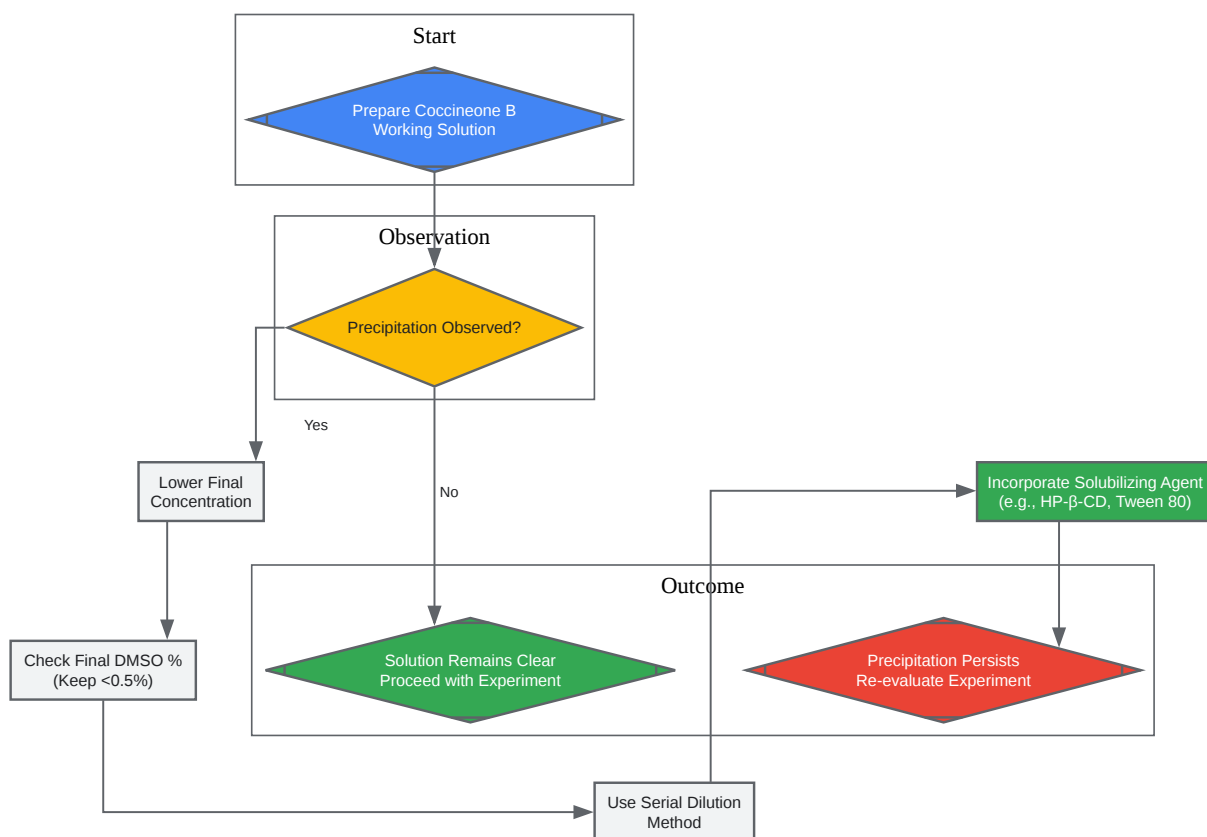 Start
Prepare Coccineone B
Working Solution
Observation
Precipitation Observed?
Yes
No
Lower Final
Concentration
Incorporate Solubilizing Agent
(e.g., HP-β-CD, Tween 80)
Outcome
Check Final DMSO %
(Keep <0.5%)
Solution Remains Clear
Proceed with Experiment
Precipitation Persists
Re-evaluate Experiment
Use Serial Dilution
Method